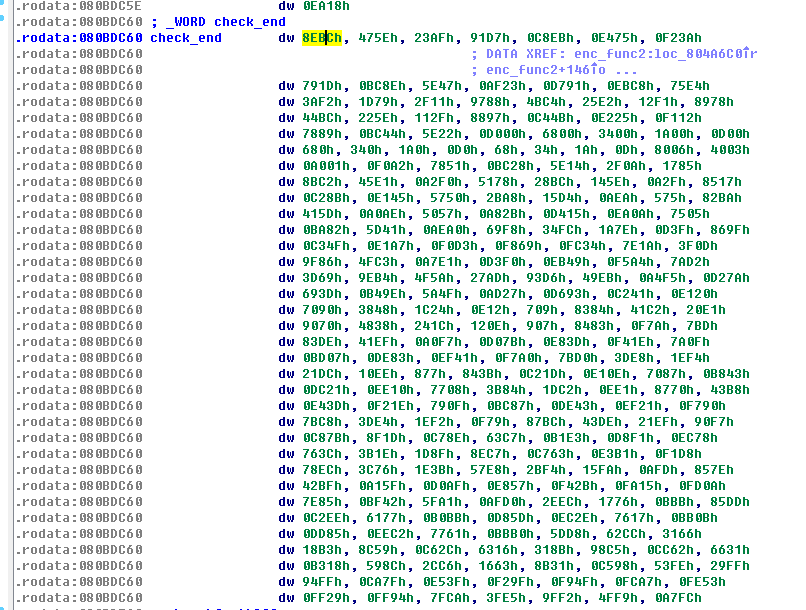 .rodata:080BDC5E dw 0EA18h
.rodata:080BDC60 ; _WORD check_end
.rodata:080BDC60 check_end dw 8EBCh, 475Eh, 23AFh, 91D7h, 0C8EBh, 0E475h, 0F23Ah
.rodata:080BDC60 ; DATA XREF: enc_func2:loc_804A6C0↑r
.rodata:080BDC60 ; enc_func2+146↑o ...
.rodata:080BDC60 dw 791Dh, 0BC8Eh, 5E47h, 0AF23h, 0D791h, 0EBC8h, 75E4h
.rodata:080BDC60 dw 3AF2h, 1D79h, 2F11h, 9788h, 4BC4h, 25E2h, 12F1h, 8978h
.rodata:080BDC60 dw 44BCh, 225Eh, 112Fh, 8897h, 0C44Bh, 0E225h, 0F112h
.rodata:080BDC60 dw 7889h, 0BC44h, 5E22h, 0D000h, 6800h, 3400h, 1A00h, 0D00h
.rodata:080BDC60 dw 680h, 340h, 1A0h, 0D0h, 68h, 34h, 1Ah, 0Dh, 8006h, 4003h
.rodata:080BDC60 dw 0A001h, 0F0A2h, 7851h, 0BC28h, 5E14h, 2F0Ah, 1785h
.rodata:080BDC60 dw 8BC2h, 45E1h, 0A2F0h, 5178h, 28BCh, 145Eh, 0A2Fh, 8517h
.rodata:080BDC60 dw 0C28Bh, 0E145h, 5750h, 2BA8h, 15D4h, 0AEAh, 575h, 82BAh
.rodata:080BDC60 dw 415Dh, 0A0AEh, 5057h, 0A82Bh, 0D415h, 0EA0Ah, 7505h
.rodata:080BDC60 dw 0BA82h, 5D41h, 0AEA0h, 69F8h, 34FCh, 1A7Eh, 0D3Fh, 869Fh
.rodata:080BDC60 dw 0C34Fh, 0E1A7h, 0F0D3h, 0F869h, 0FC34h, 7E1Ah, 3F0Dh
.rodata:080BDC60 dw 9F86h, 4FC3h, 0A7E1h, 0D3F0h, 0EB49h, 0F5A4h, 7AD2h
.rodata:080BDC60 dw 3D69h, 9EB4h, 4F5Ah, 27ADh, 93D6h, 49EBh, 0A4F5h, 0D27Ah
.rodata:080BDC60 dw 693Dh, 0B49Eh, 5A4Fh, 0AD27h, 0D693h, 0C241h, 0E120h
.rodata:080BDC60 dw 7090h, 3848h, 1C24h, 0E12h, 709h, 8384h, 41C2h, 20E1h
.rodata:080BDC60 dw 9070h, 4838h, 241Ch, 120Eh, 907h, 8483h, 0F7Ah, 7BDh
.rodata:080BDC60 dw 83DEh, 41EFh, 0A0F7h, 0D07Bh, 0E83Dh, 0F41Eh, 7A0Fh
.rodata:080BDC60 dw 0BD07h, 0DE83h, 0EF41h, 0F7A0h, 7BD0h, 3DE8h, 1EF4h
.rodata:080BDC60 dw 21DCh, 10EEh, 877h, 843Bh, 0C21Dh, 0E10Eh, 7087h, 0B843h
.rodata:080BDC60 dw 0DC21h, 0EE10h, 7708h, 3B84h, 1DC2h, 0EE1h, 8770h, 43B8h
.rodata:080BDC60 dw 0E43Dh, 0F21Eh, 790Fh, 0BC87h, 0DE43h, 0EF21h, 0F790h
.rodata:080BDC60 dw 7BC8h, 3DE4h, 1EF2h, 0F79h, 87BCh, 43DEh, 21EFh, 90F7h
.rodata:080BDC60 dw 0C87Bh, 8F1Dh, 0C78Eh, 63C7h, 0B1E3h, 0D8F1h, 0EC78h
.rodata:080BDC60 dw 763Ch, 3B1Eh, 1D8Fh, 8EC7h, 0C763h, 0E3B1h, 0F1D8h
.rodata:080BDC60 dw 78ECh, 3C76h, 1E3Bh, 57E8h, 2BF4h, 15FAh, 0AFDh, 857Eh
.rodata:080BDC60 dw 42BFh, 0A15Fh, 0D0AFh, 0E857h, 0F42Bh, 0FA15h, 0FD0Ah
.rodata:080BDC60 dw 7E85h, 0BF42h, 5FA1h, 0AFD0h, 2EECh, 1776h, 0BBBh, 85DDh
.rodata:080BDC60 dw 0C2EEh, 6177h, 0B0BBh, 0D85Dh, 0EC2Eh, 7617h, 0BB0Bh
.rodata:080BDC60 dw 0DD85h, 0EEC2h, 7761h, 0BBB0h, 5DD8h, 62CCh, 3166h
.rodata:080BDC60 dw 18B3h, 8C59h, 0C62Ch, 6316h, 318Bh, 98C5h, 0CC62h, 6631h
.rodata:080BDC60 dw 0B318h, 598Ch, 2CC6h, 1663h, 8B31h, 0C598h, 53FEh, 29FFh
.rodata:080BDC60 dw 94FFh, 0CA7Fh, 0E53Fh, 0F29Fh, 0F94Fh, 0FCA7h, 0FE53h
.rodata:080BDC60 dw 0FF29h, 0FF94h, 7FCAh, 3FE5h, 9FF2h, 4FF9h, 0A7FCh